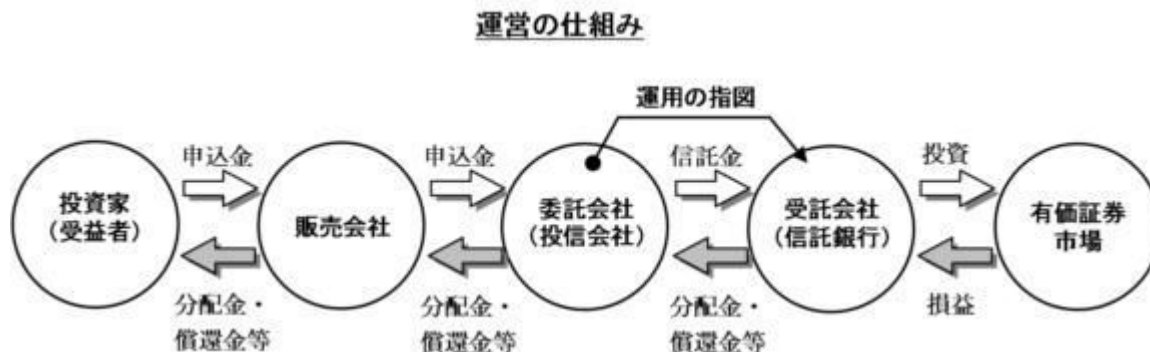 運営の仕組み
運用の指図
申込金
申込金
信託金
投資
投資家
（受益者）
販売会社
委託会社
（投信会社）
受託会社
（信託銀行）
有価証券
市場
分配金・
償還金等
分配金・
償還金等
分配金・
償還金等
損益